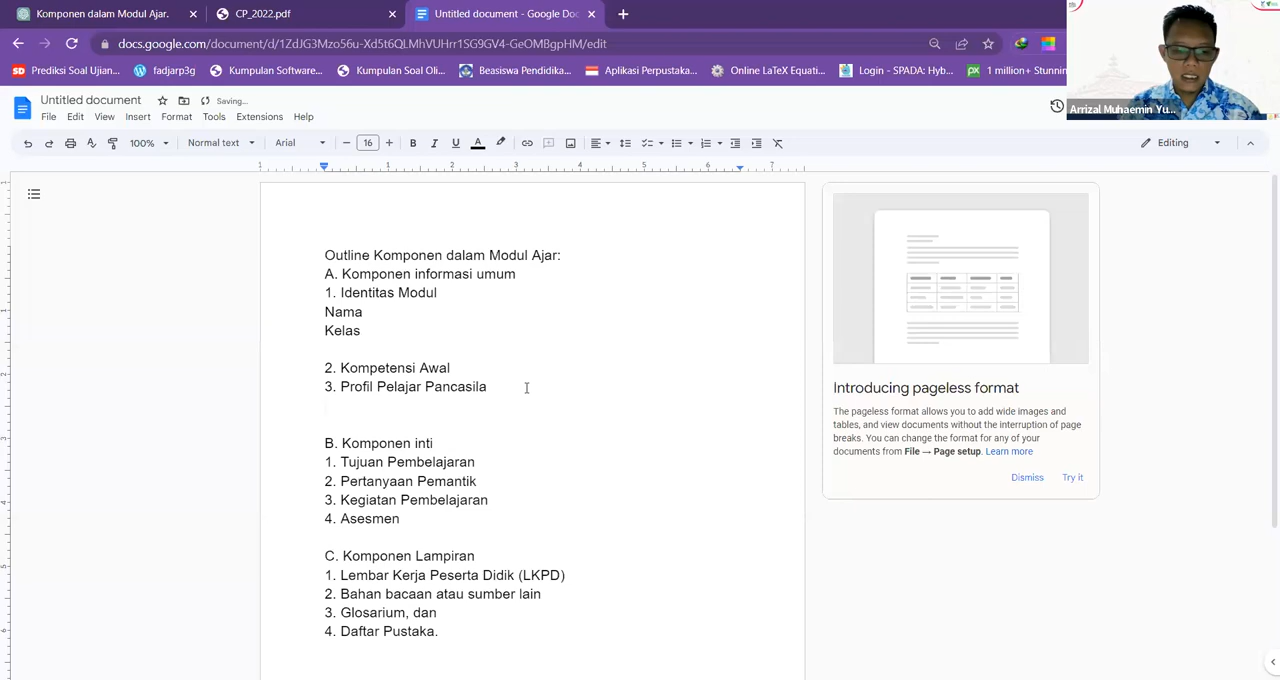 Komponen dalam Modul Ajar.
CP_2022.pdf
Untitled document - Google Doc
docs.google.com/document/d/1ZdJG3Mzo56u-Xd5t6QLMhVUHrr1SG9GV4-GeOMBgpHM/edit
Prediksi Soal Ujian...
fadjarp3g
Kumpulan Software...
Kumpulan Soal Oli...
Beasiswa Pendidika...
Aplikasi Perpustaka...
Online LaTeX Equati...
Login - SPADA: Hyb...
1 million+ Stunnin
Arrizal Muhaemin Yu...
Untitled document
Saving...
File Edit View Insert Format Tools Extensions Help
100% Normal text Arial 16 B I U A
Editing
1 1 2 3 4 5 6 7
Outline Komponen dalam Modul Ajar:
A. Komponen informasi umum
1. Identitas Modul
Nama
Kelas
2. Kompetensi Awal
3. Profil Pelajar Pancasila
B. Komponen inti
1. Tujuan Pembelajaran
2. Pertanyaan Pemantik
3. Kegiatan Pembelajaran
4. Asesmen
C. Komponen Lampiran
1. Lembar Kerja Peserta Didik (LKPD)
2. Bahan bacaan atau sumber lain
3. Glosarium, dan
4. Daftar Pustaka.
Introducing pageless format
The pageless format allows you to add wide images and
tables, and view documents without the interruption of page
breaks. You can change the format for any of your
documents from File → Page setup. Learn more
Dismiss Try it